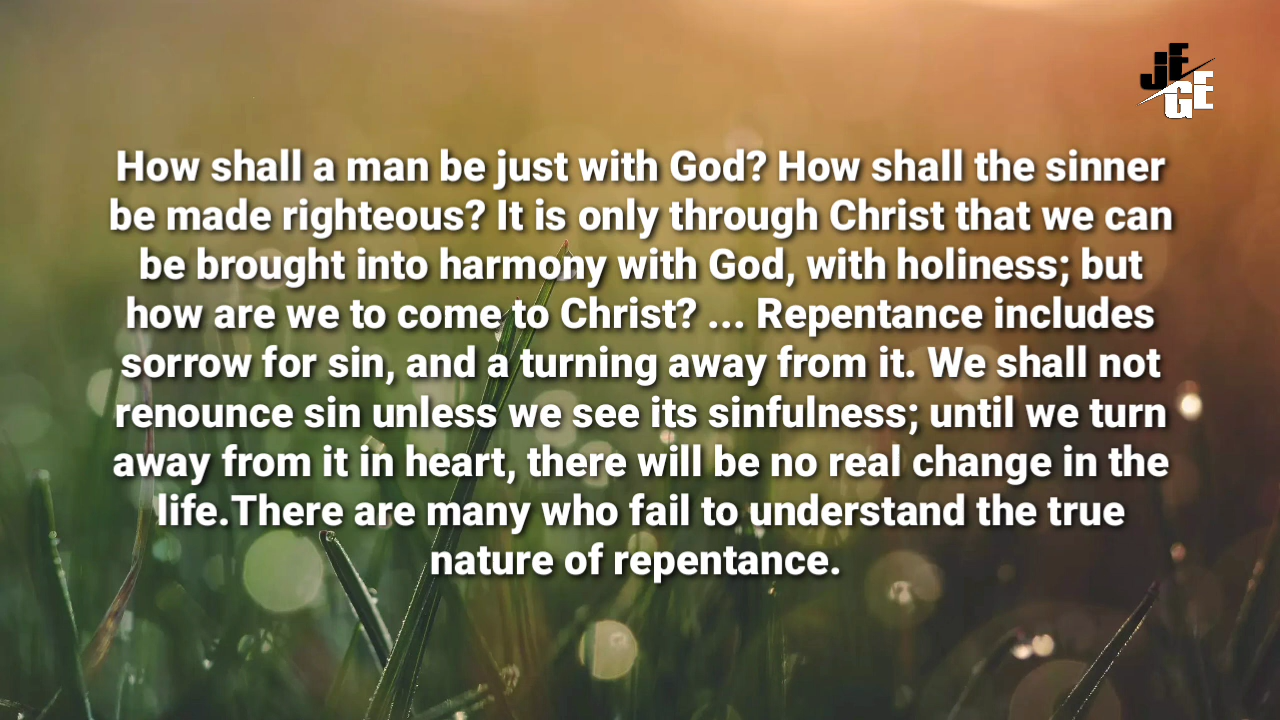 JF
GF
How shall a man be just with God? How shall the sinner
be made righteous? It is only through Christ that we can
be brought into harmony with God, with holiness; but
how are we to come to Christ? ... Repentance includes
sorrow for sin, and a turning away from it. We shall not
renounce sin unless we see its sinfulness; until we turn
away from it in heart, there will be no real change in the
life.There are many who fail to understand the true
nature of repentance.